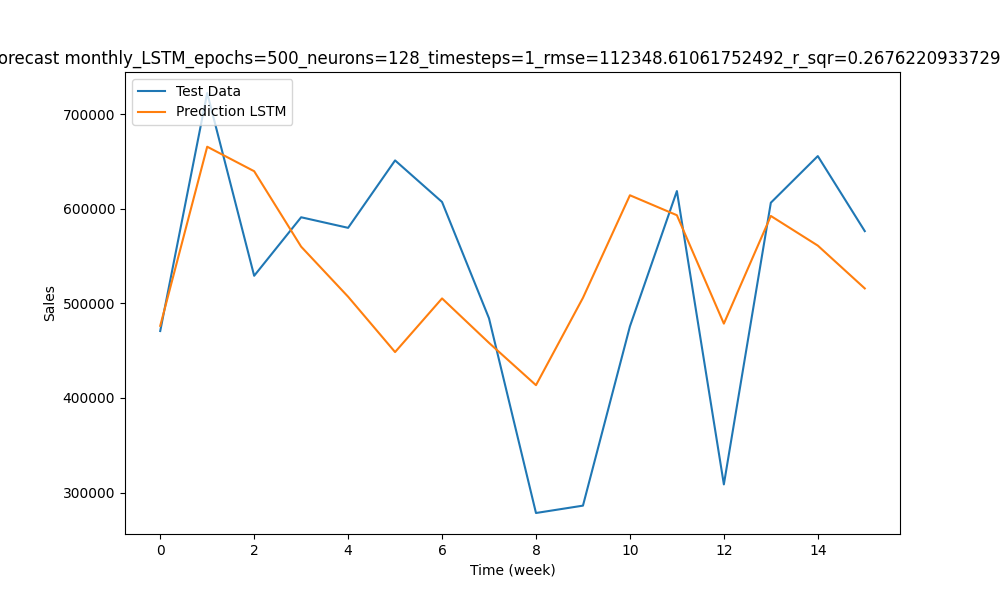 orecast monthly_LSTM_epochs=500_neurons=128_timesteps=1_rmse=112348.61061752492_r_sqr=0.2676220933729
Test Data
Prediction LSTM
700000
600000
500000
400000
300000
Sales
0 2 4 6 8 10 12 14
Time (week)